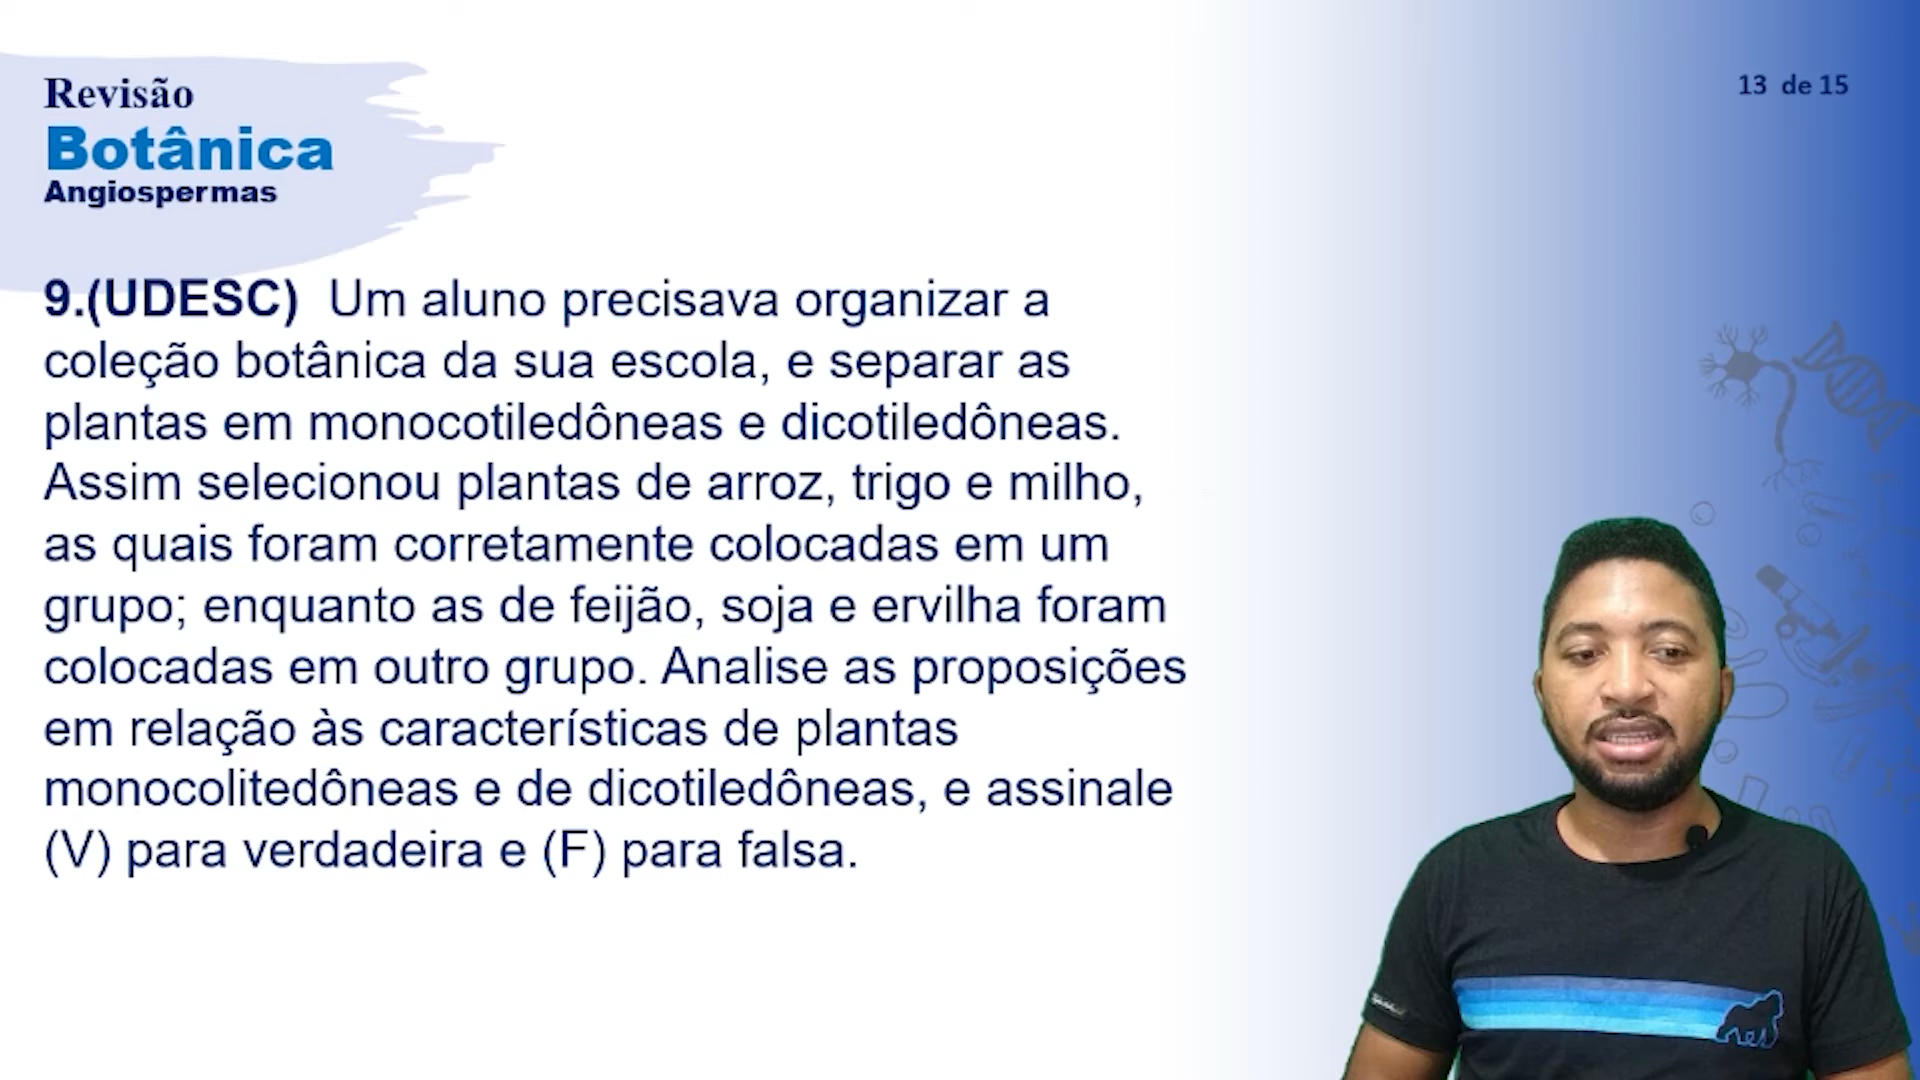 Revisão
Botânica
Angiospermas
13 de 15
9.(UDESC) Um aluno precisava organizar a
coleção botânica da sua escola, e separar as
plantas em monocotiledôneas e dicotiledôneas.
Assim selecionou plantas de arroz, trigo e milho,
as quais foram corretamente colocadas em um
grupo; enquanto as de feijão, soja e ervilha foram
colocadas em outro grupo. Analise as proposições
em relação às características de plantas
monocolitedôneas e de dicotiledôneas, e assinale
(V) para verdadeira e (F) para falsa.